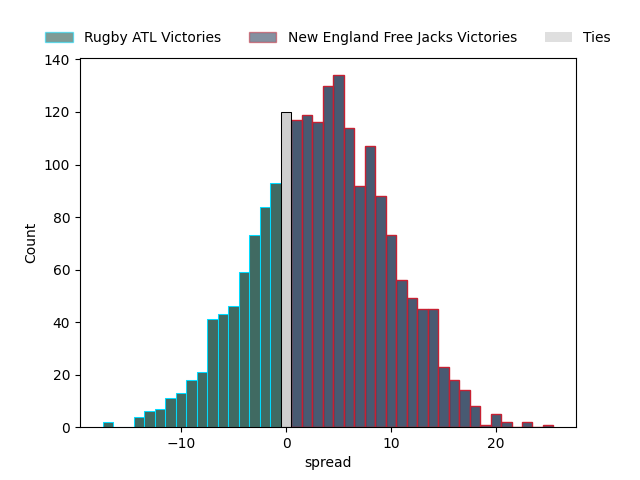 Rugby ATL Victories New England Free Jacks Victories Ties
140
120
100
80
60
40
20
0
Count
−10 0 10 20
spread